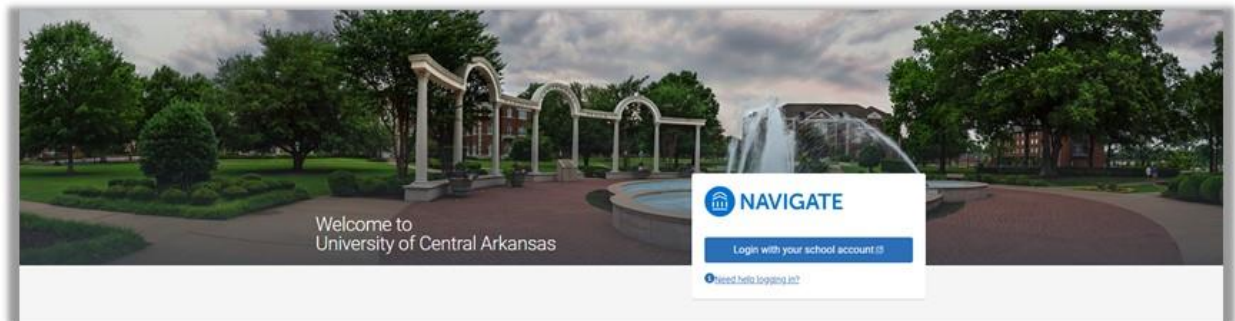 Welcome to
University of Central Arkansas
NAVIGATE
Login with your school account
Need help logging in?